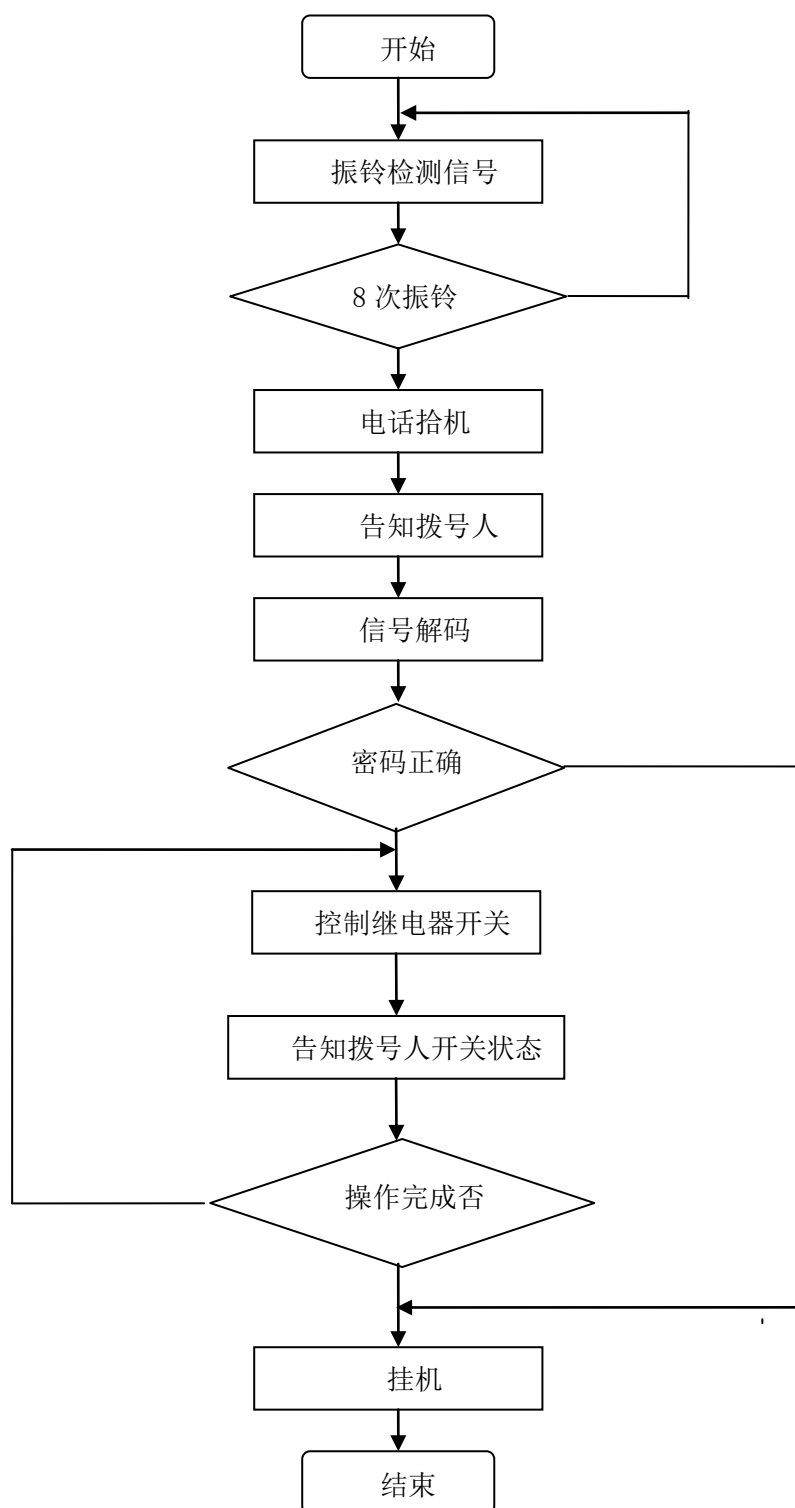 开始
振铃检测信号
8 次振铃
电话拾机
告知拨号人
信号解码
密码正确
控制继电器开关
告知拨号人开关状态
操作完成否
挂机
结束